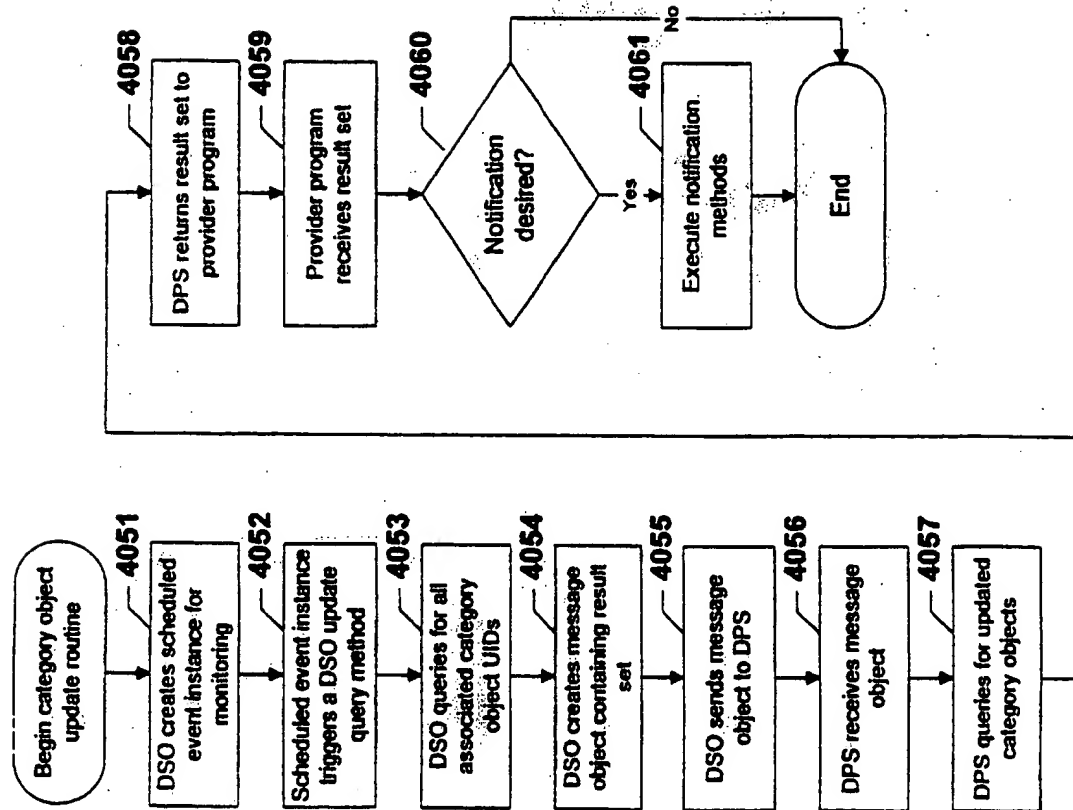 Begin category object
update routine
4051
DSO creates scheduled
event instance for
monitoring
4052
Scheduled event instance
triggers a DSO update
query method
4053
DSO queries for all
associated category
object UIDs
4054
DSO creates message
object containing result
set
4055
DSO sends message
object to DPS
4056
DPS receives message
object
4057
DPS queries for updated
category objects
4058
DPS returns result set to
provider program
4059
Provider program
receives result set
4060
Notification
desired?
No
Yes
4061
Execute notification
methods
End